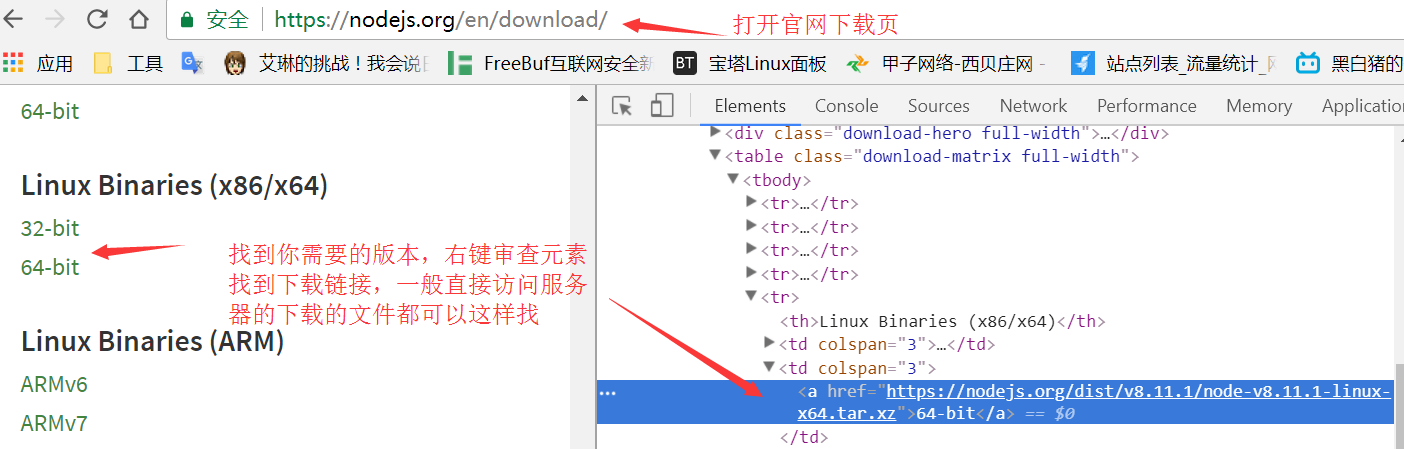 安全 https://nodejs.org/en/download/ 打开官网下载页
应用 工具 艾琳的挑战！我会说 FreeBuf互联网安全新 BT 宝塔Linux面板 甲子网络-西贝庄网 - 站点列表_流量统计_ 黑白猪的
64-bit
Linux Binaries (x86/x64)
32-bit
64-bit
找到你需要的版本，右键审查元素
找到下载链接，一般直接访问服务
器的下载的文件都可以这样找
Linux Binaries (ARM)
ARMv6
ARMv7
Elements Console Sources Network Performance Memory Application
<div class="download-hero full-width">…</div>
<table class="download-matrix full-width">
<tbody>
<tr>…</tr>
<tr>…</tr>
<tr>…</tr>
<tr>…</tr>
<tr>
<th>Linux Binaries (x86/x64)</th>
<td colspan="3">…</td>
<td colspan="3">
<a href="https://nodejs.org/dist/v8.11.1/node-v8.11.1-linux-
x64.tar.xz">64-bit</a> == $0
</td>